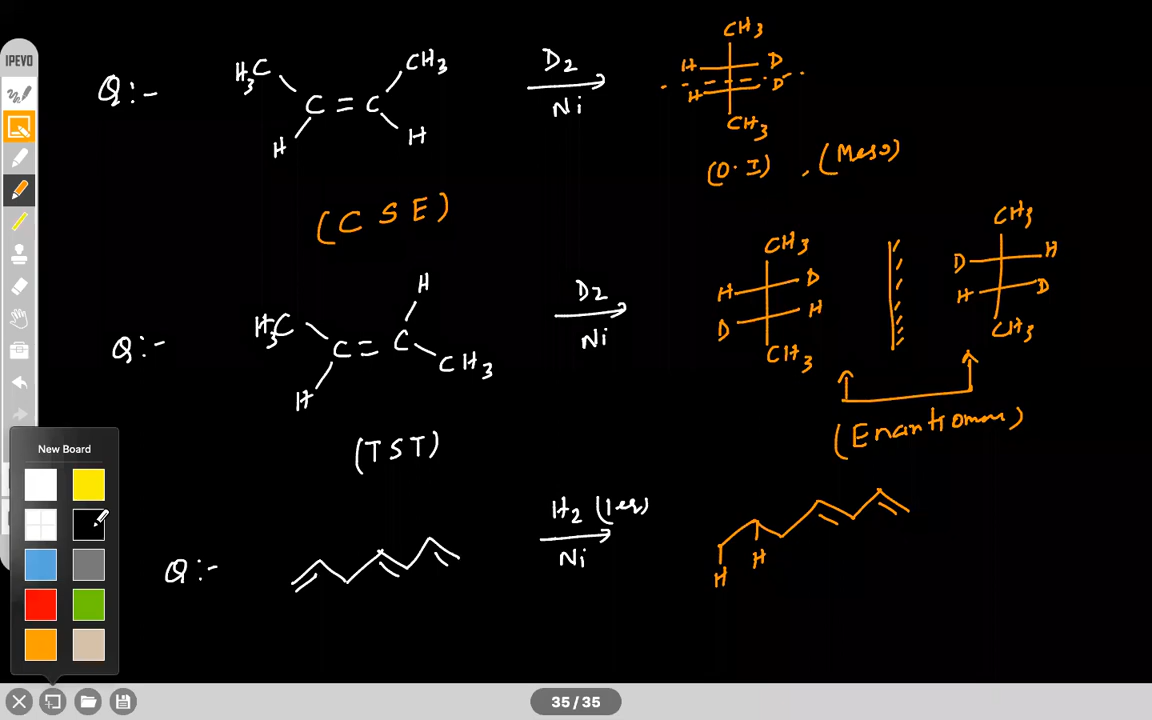 IPEVO
Q:-
H3C
CH3
C = C
H
H
D2
Ni
CH3
H
D
H
D
CH3
(O.I) , (Meso)
(C S E)
Q:-
H
H3C
C = C
CH3
H
D2
Ni
CH3
H
D
D
H
CH3
CH3
D
H
H
D
CH3
(TST)
Q:-
H2 (1eq)
Ni
H
H
New Board
35 / 35